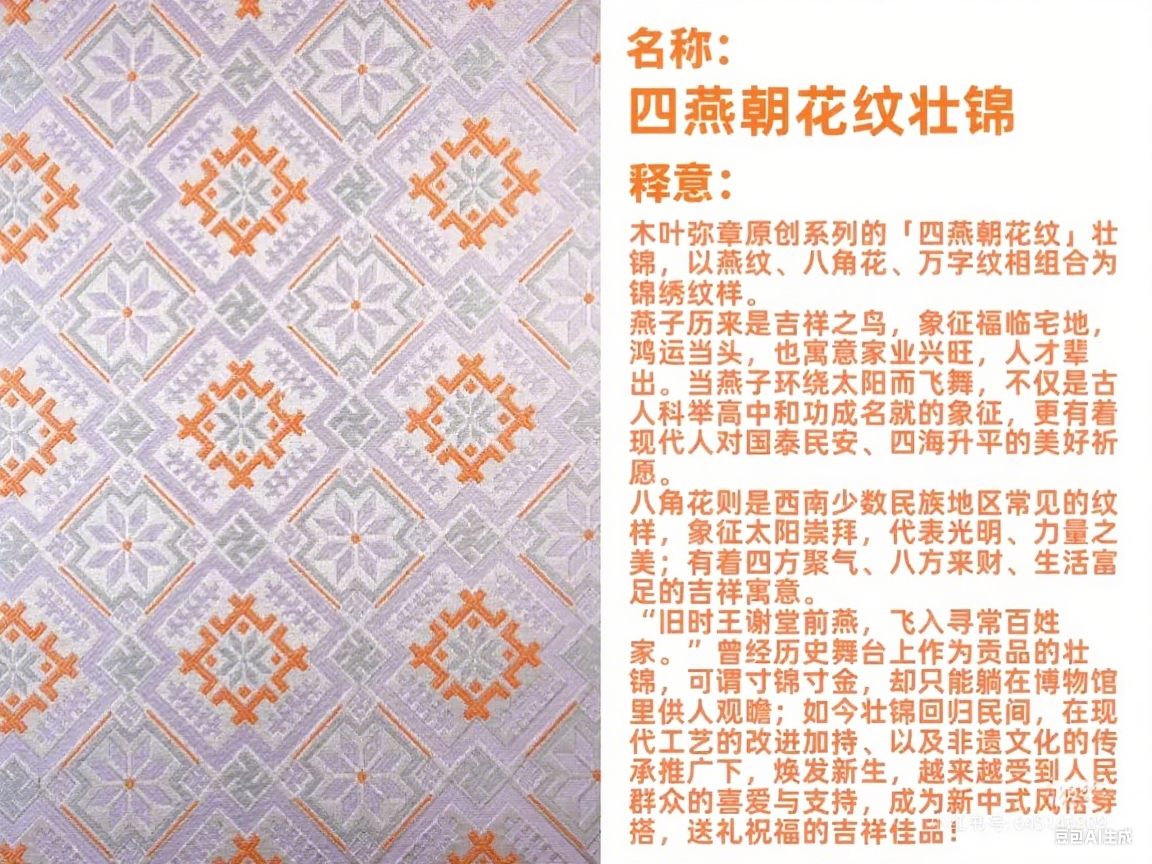 名称：
四燕朝花纹壮锦
释意：
木叶弥章原创系列的「四燕朝花纹」壮
锦，以燕纹、八角花、万字纹相组合为
锦绣纹样。
燕子历来是吉祥之鸟，象征福临宅地，
鸿运当头，也寓意家业兴旺，人才辈
出。当燕子环绕太阳而飞舞，不仅是古
人科举高中和功成名就的象征，更有着
现代人对国泰民安、四海升平的美好祈
愿。
八角花则是西南少数民族地区常见的纹
样，象征太阳崇拜，代表光明、力量之
美；有着四方聚气、八方来财、生活富
足的吉祥寓意。
“旧时王谢堂前燕，飞入寻常百姓
家。”曾经历史舞台上作为贡品的壮
锦，可谓寸锦寸金，却只能躺在博物馆
里供人观瞻；如今壮锦回归民间，在现
代工艺的改进加持、以及非遗文化的传
承推广下，焕发新生，越来越受到人民
群众的喜爱与支持，成为新中式风格穿
搭，送礼祝福的吉祥佳品！
豆包AI生成